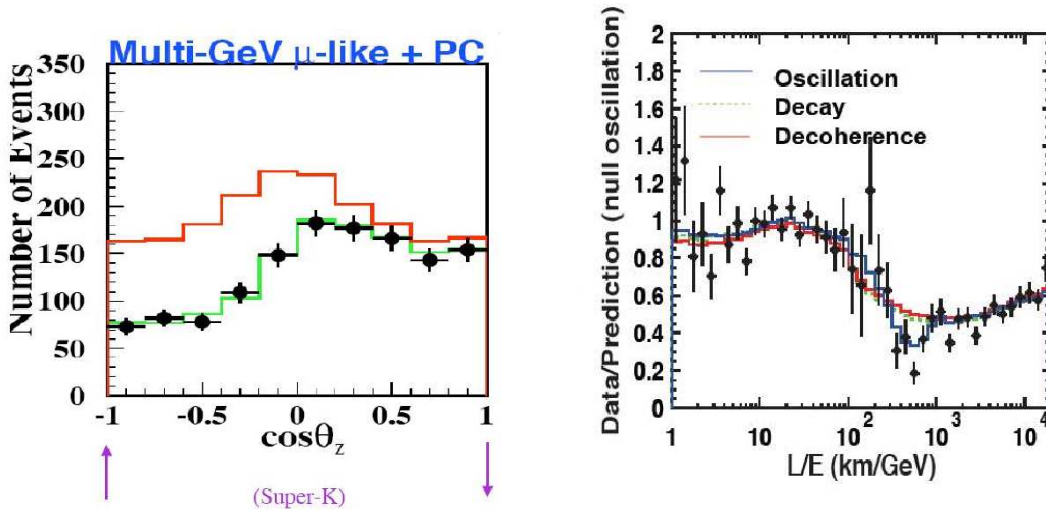 Multi-GeV μ-like + PC
Number of Events
350
300
250
200
150
100
50
0
-1 -0.5 0 0.5 1
cosθz
(Super-K)
Data/Prediction (null oscillation)
2
1.8
1.6
1.4
1.2
1
0.8
0.6
0.4
0.2
0
Oscillation
Decay
Decoherence
1 10 10² 10³ 10⁴
L/E (km/GeV)